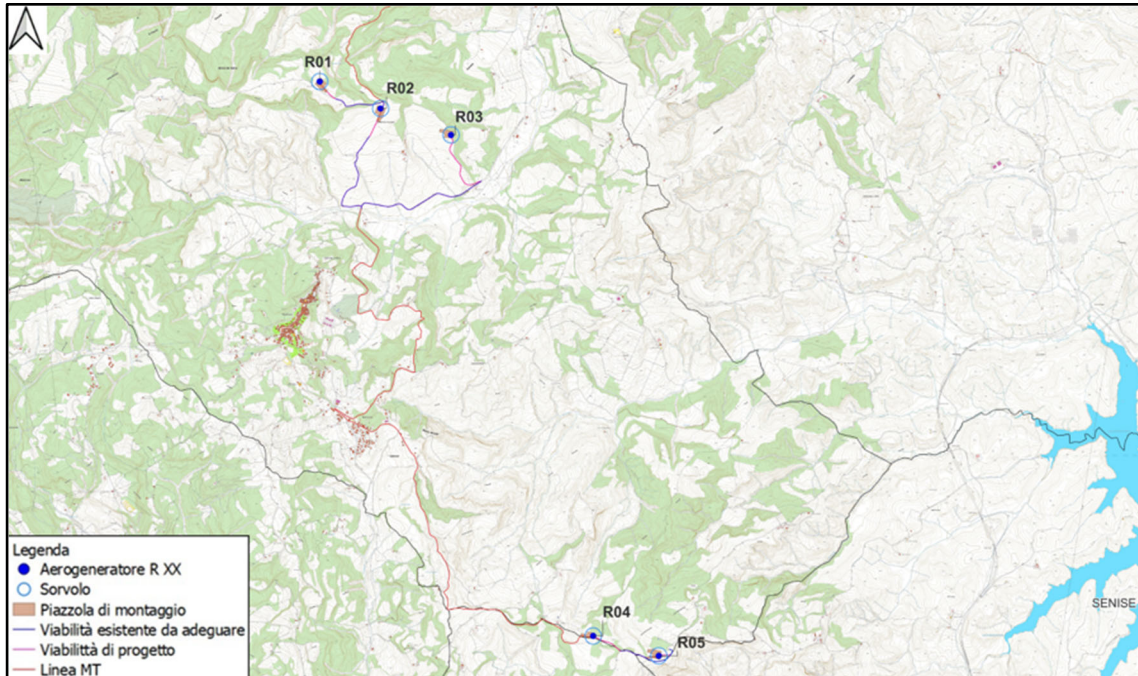 R01
R02
R03
R04
R05
SENISE
Legenda
Aerogeneratore R XX
Sorvolo
Piazzola di montaggio
Viabilità esistente da adeguare
Viabilittà di progetto
Linea MT